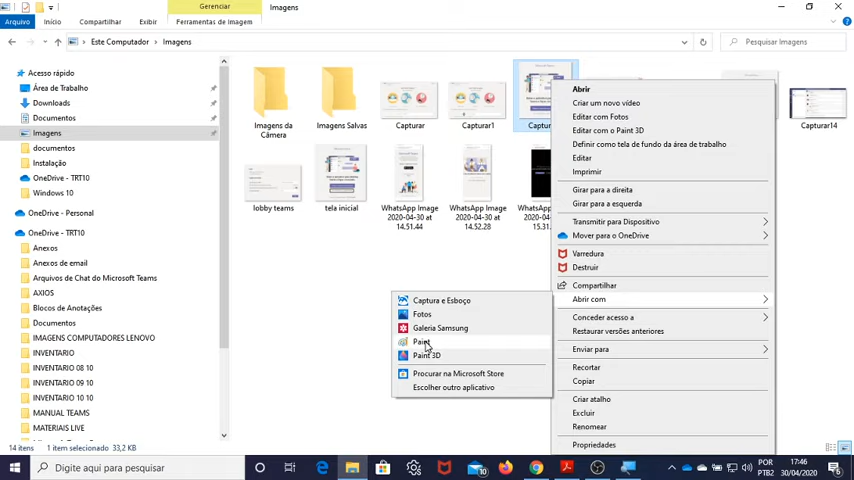 Gerenciar
Imagens
Arquivo
Início
Compartilhar
Exibir
Ferramentas de Imagem
Este Computador
Imagens
Pesquisar Imagens
Acesso rápido
Área de Trabalho
Downloads
Documentos
Imagens
documentos
Instalação
OneDrive - TRT10
Windows 10
OneDrive - Personal
OneDrive - TRT10
Anexos
Anexos de email
Arquivos de Chat do Microsoft Teams
AXIOS
Blocos de Anotações
Documentos
IMAGENS COMPUTADORES LENOVO
INVENTARIO
INVENTARIO 08 10
INVENTARIO 09 10
INVENTARIO 10 10
MANUAL TEAMS
MATERIAIS LIVE
Imagens da
Câmera
Imagens Salvas
Capturar
Capturar1
Captur
Capturar14
lobby teams
tela inicial
WhatsApp Image
2020-04-30 at
14.51.44
WhatsApp Image
2020-04-30 at
14.52.28
WhatsA
2020-0
15.31.
Abrir
Criar um novo vídeo
Editar com Fotos
Editar com o Paint 3D
Definir como tela de fundo da área de trabalho
Editar
Imprimir
Girar para a direita
Girar para a esquerda
Transmitir para Dispositivo
Mover para o OneDrive
Varredura
Destruir
Compartilhar
Abrir com
Conceder acesso a
Restaurar versões anteriores
Enviar para
Recortar
Copiar
Criar atalho
Excluir
Renomear
Propriedades
Captura e Esboço
Fotos
Galeria Samsung
Paint
Paint 3D
Procurar na Microsoft Store
Escolher outro aplicativo
14 itens
1 item selecionado
33,2 KB
Digite aqui para pesquisar
10
POR
PTB2
17:46
30/04/2020
6